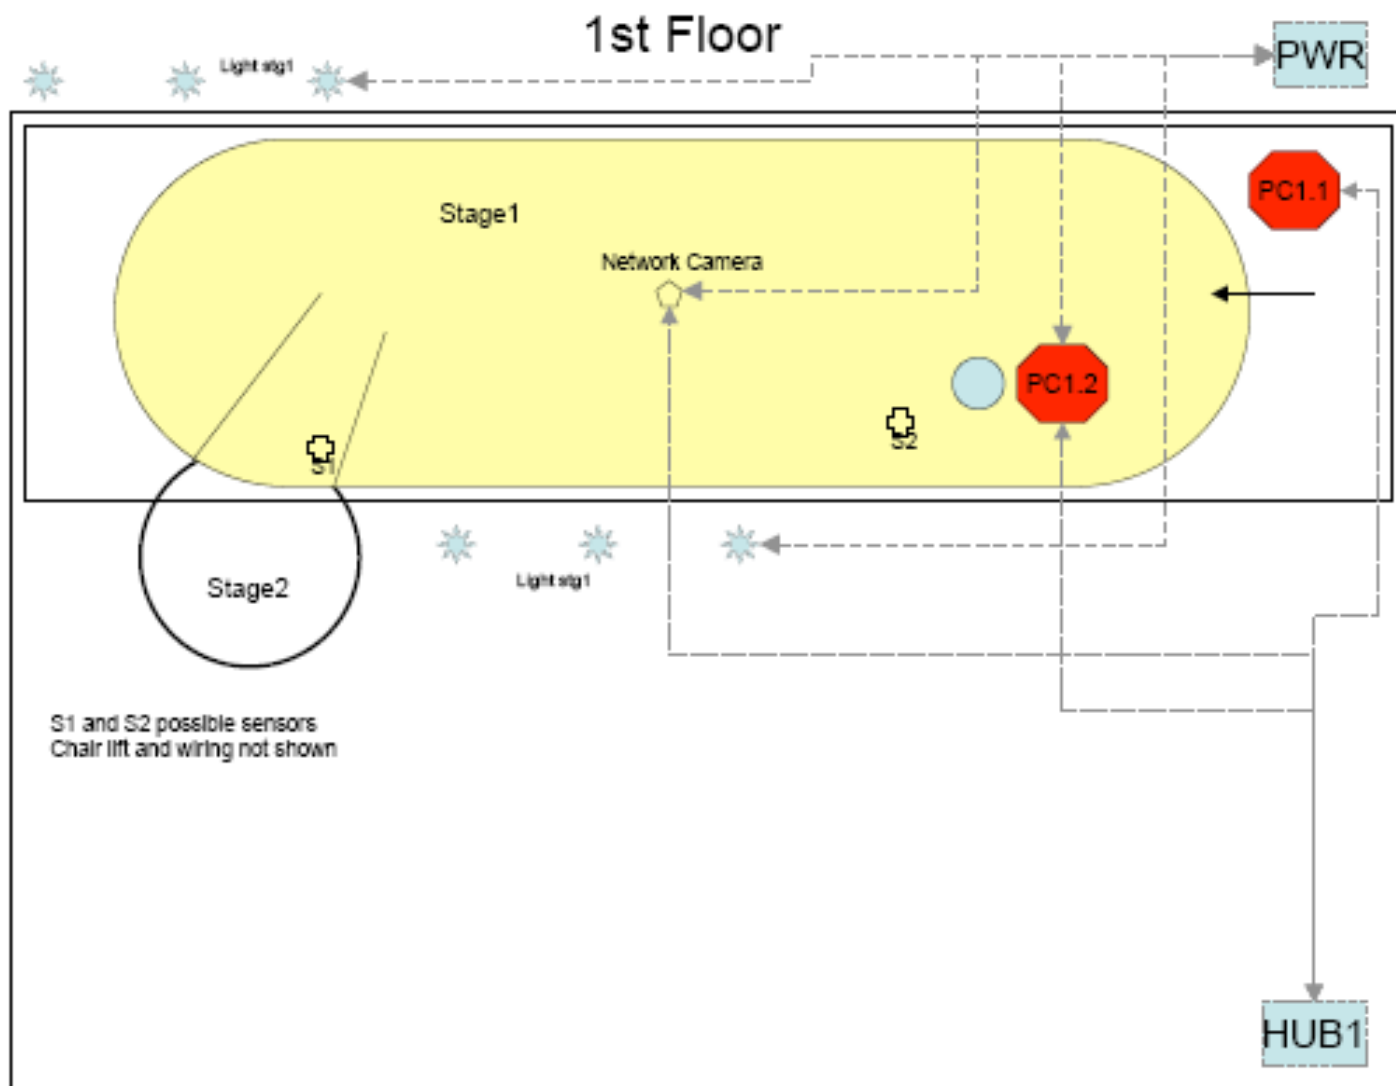 1st Floor
PWR
Light stg1
PC1.1
Stage1
Network Camera
PC1.2
S2
S1
Light stg1
Stage2
S1 and S2 possible sensors
Chair lift and wiring not shown
HUB1